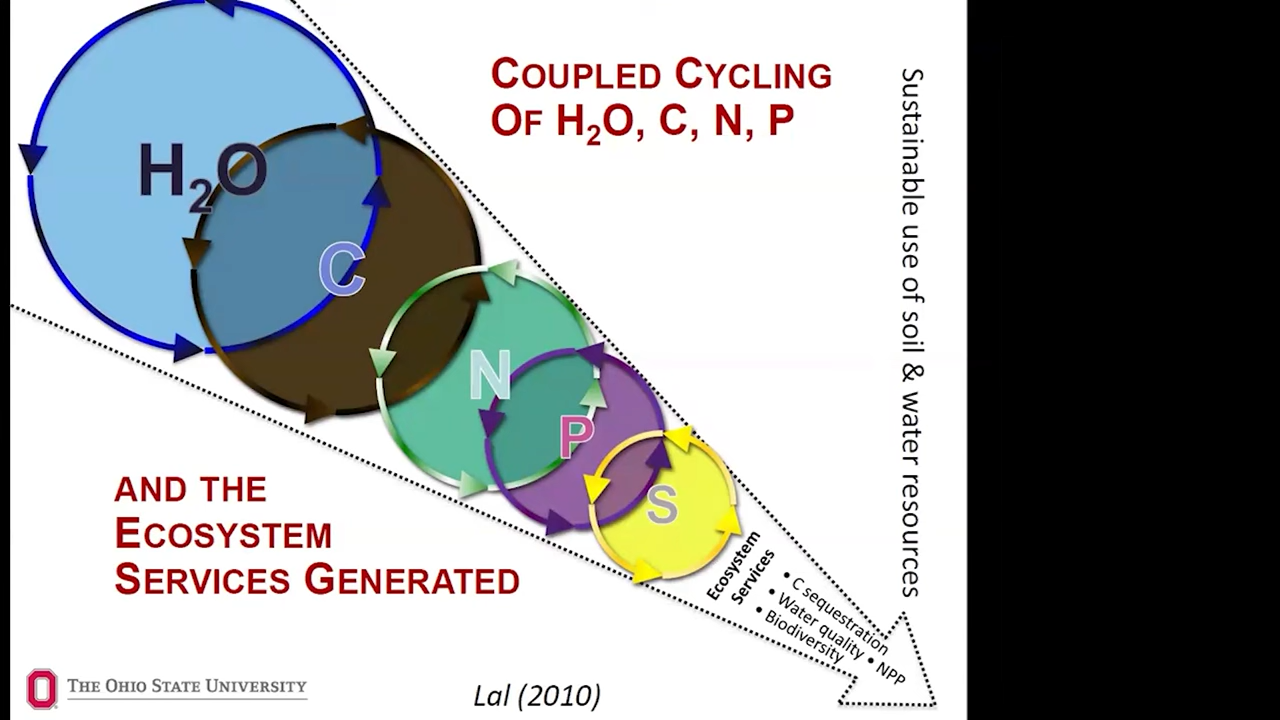 COUPLED CYCLING
OF H₂O, C, N, P
H₂O
C
N
P
S
AND THE
ECOSYSTEM
SERVICES GENERATED
Ecosystem
Services
• C sequestration
• Water quality • NPP
• Biodiversity
Sustainable use of soil & water resources
THE OHIO STATE UNIVERSITY
Lal (2010)